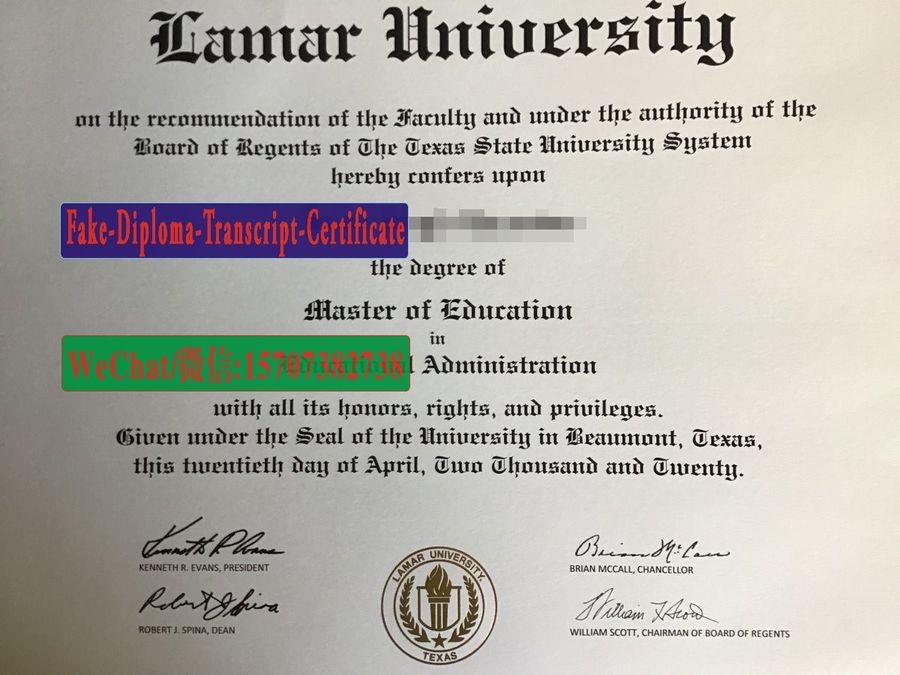 Lamar University
on the recommendation of the Faculty and under the authority of the
Board of Regents of The Texas State University System
hereby confers upon
Fake-Diploma-Transcript-Certificate
the degree of
Master of Education
in
WeChat/微信:15707382738
Educational Administration
with all its honors, rights, and privileges.
Given under the Seal of the University in Beaumont, Texas,
this twentieth day of April, Two Thousand and Twenty.
KENNETH R. EVANS, PRESIDENT
BRIAN MCCALL, CHANCELLOR
ROBERT J. SPINA, DEAN
WILLIAM SCOTT, CHAIRMAN OF BOARD OF REGENTS
LAMAR UNIVERSITY.
TEXAS